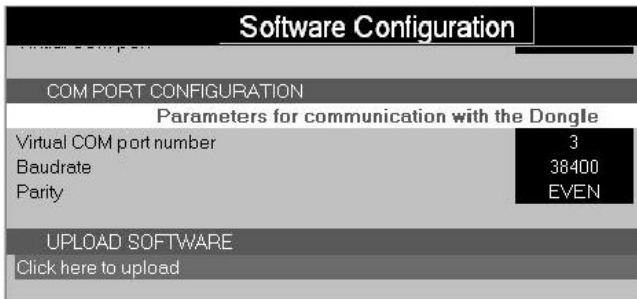 Software Configuration
COM PORT CONFIGURATION
Parameters for communication with the Dongle
Virtual COM port number 3
Baudrate 38400
Parity EVEN
UPLOAD SOFTWARE
Click here to upload